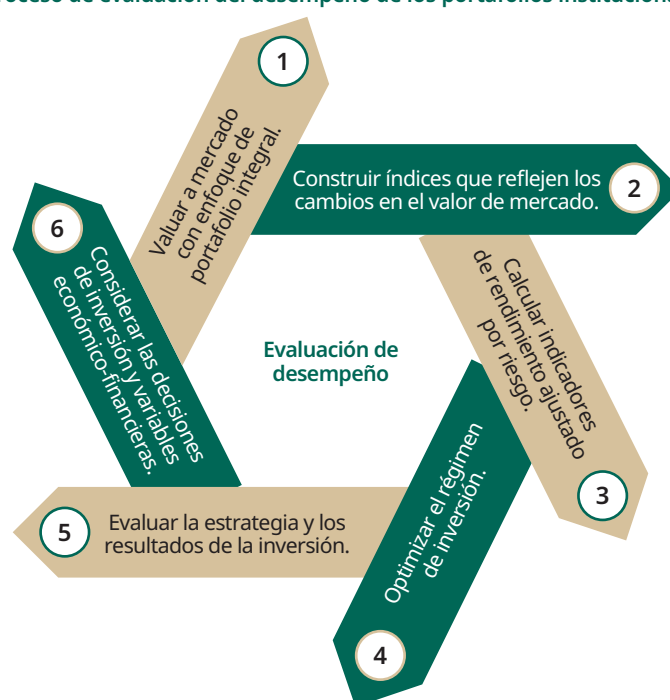 de evaluación del desempeño de los portafolios
1
Valuar a mercado
con enfoque de
portafolio integral.
Construir índices que reflejen los
cambios en el valor de mercado.
2
Calcular indicadores
de rendimiento ajustado
por riesgo.
3
Optimizar el régimen
de inversión.
4
5
Evaluar la estrategia y los
resultados de la inversión.
6
Considerar las decisiones
de inversión y variables
económico-financieras.
Evaluación de
desempeño